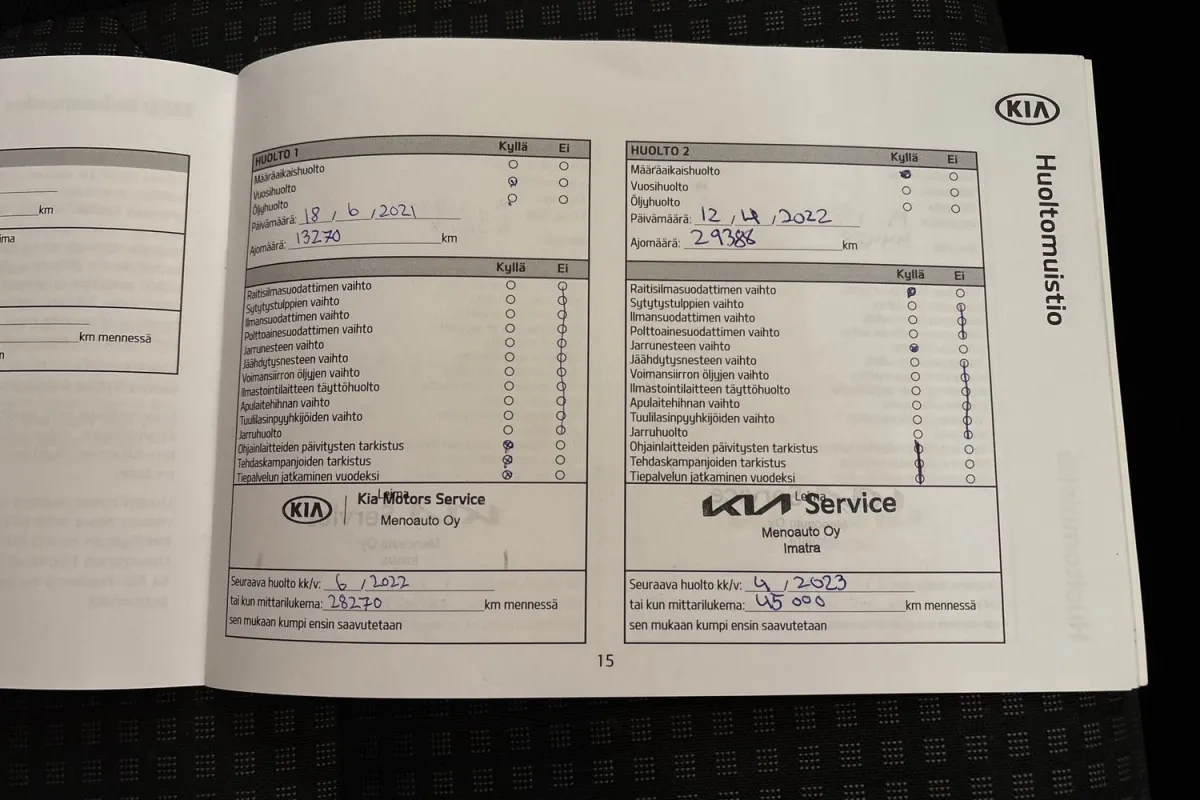 km
ima
km mennessä
n
HUOLTO 1 Kyllä Ei
Määräaikaishuolto
Vuosihuolto
Öljyhuolto
Päivämäärä: 18 , 6 , 2021
Ajomäärä: 13270 km
Kyllä Ei
Raitisilmasuodattimen vaihto
Sytytystulppien vaihto
Ilmansuodattimen vaihto
Polttoainesuodattimen vaihto
Jarrunesteen vaihto
Jäähdytysnesteen vaihto
Voimansiirron öljyjen vaihto
Ilmastointilaitteen täyttöhuolto
Apulaitehihnan vaihto
Tuulilasinpyyhkijöiden vaihto
Jarruhuolto
Ohjainlaitteiden päivitysten tarkistus
Tehdaskampanjoiden tarkistus
Tiepalvelun jatkaminen vuodeksi
Leima
KIA Kia Motors Service
Menoauto Oy
Seuraava huolto kk/v: 6 , 2022
tai kun mittarilukema: 28270 km mennessä
sen mukaan kumpi ensin saavutetaan
HUOLTO 2 Kyllä Ei
Määräaikaishuolto
Vuosihuolto
Öljyhuolto
Päivämäärä: 12 , 4 , 2022
Ajomäärä: 29388 km
Kyllä Ei
Raitisilmasuodattimen vaihto
Sytytystulppien vaihto
Ilmansuodattimen vaihto
Polttoainesuodattimen vaihto
Jarrunesteen vaihto
Jäähdytysnesteen vaihto
Voimansiirron öljyjen vaihto
Ilmastointilaitteen täyttöhuolto
Apulaitehihnan vaihto
Tuulilasinpyyhkijöiden vaihto
Jarruhuolto
Ohjainlaitteiden päivitysten tarkistus
Tehdaskampanjoiden tarkistus
Tiepalvelun jatkaminen vuodeksi
Leima
KIA Service
Menoauto Oy
Imatra
Seuraava huolto kk/v: 4 , 2023
tai kun mittarilukema: 45 000 km mennessä
sen mukaan kumpi ensin saavutetaan
KIA
Huoltomuistio
15